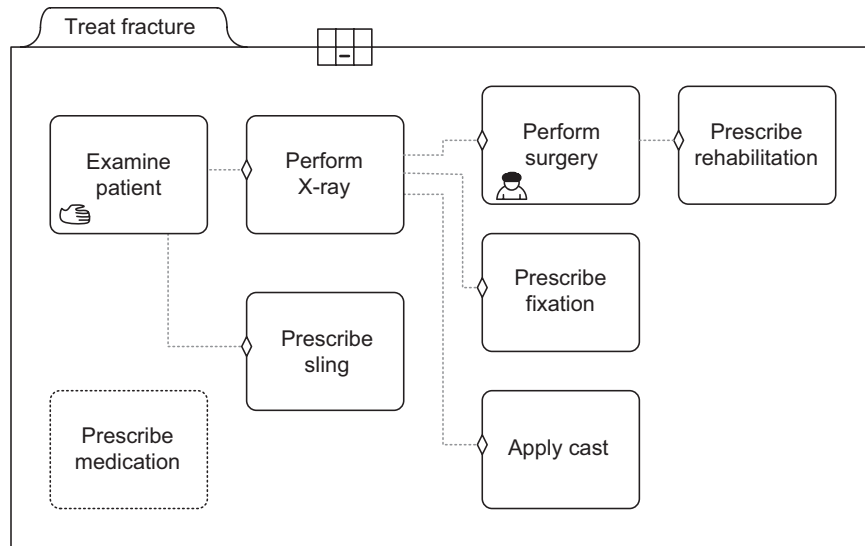 Treat fracture
Examine
patient
Perform
X-ray
Perform
surgery
Prescribe
rehabilitation
Prescribe
fixation
Prescribe
sling
Prescribe
medication
Apply cast